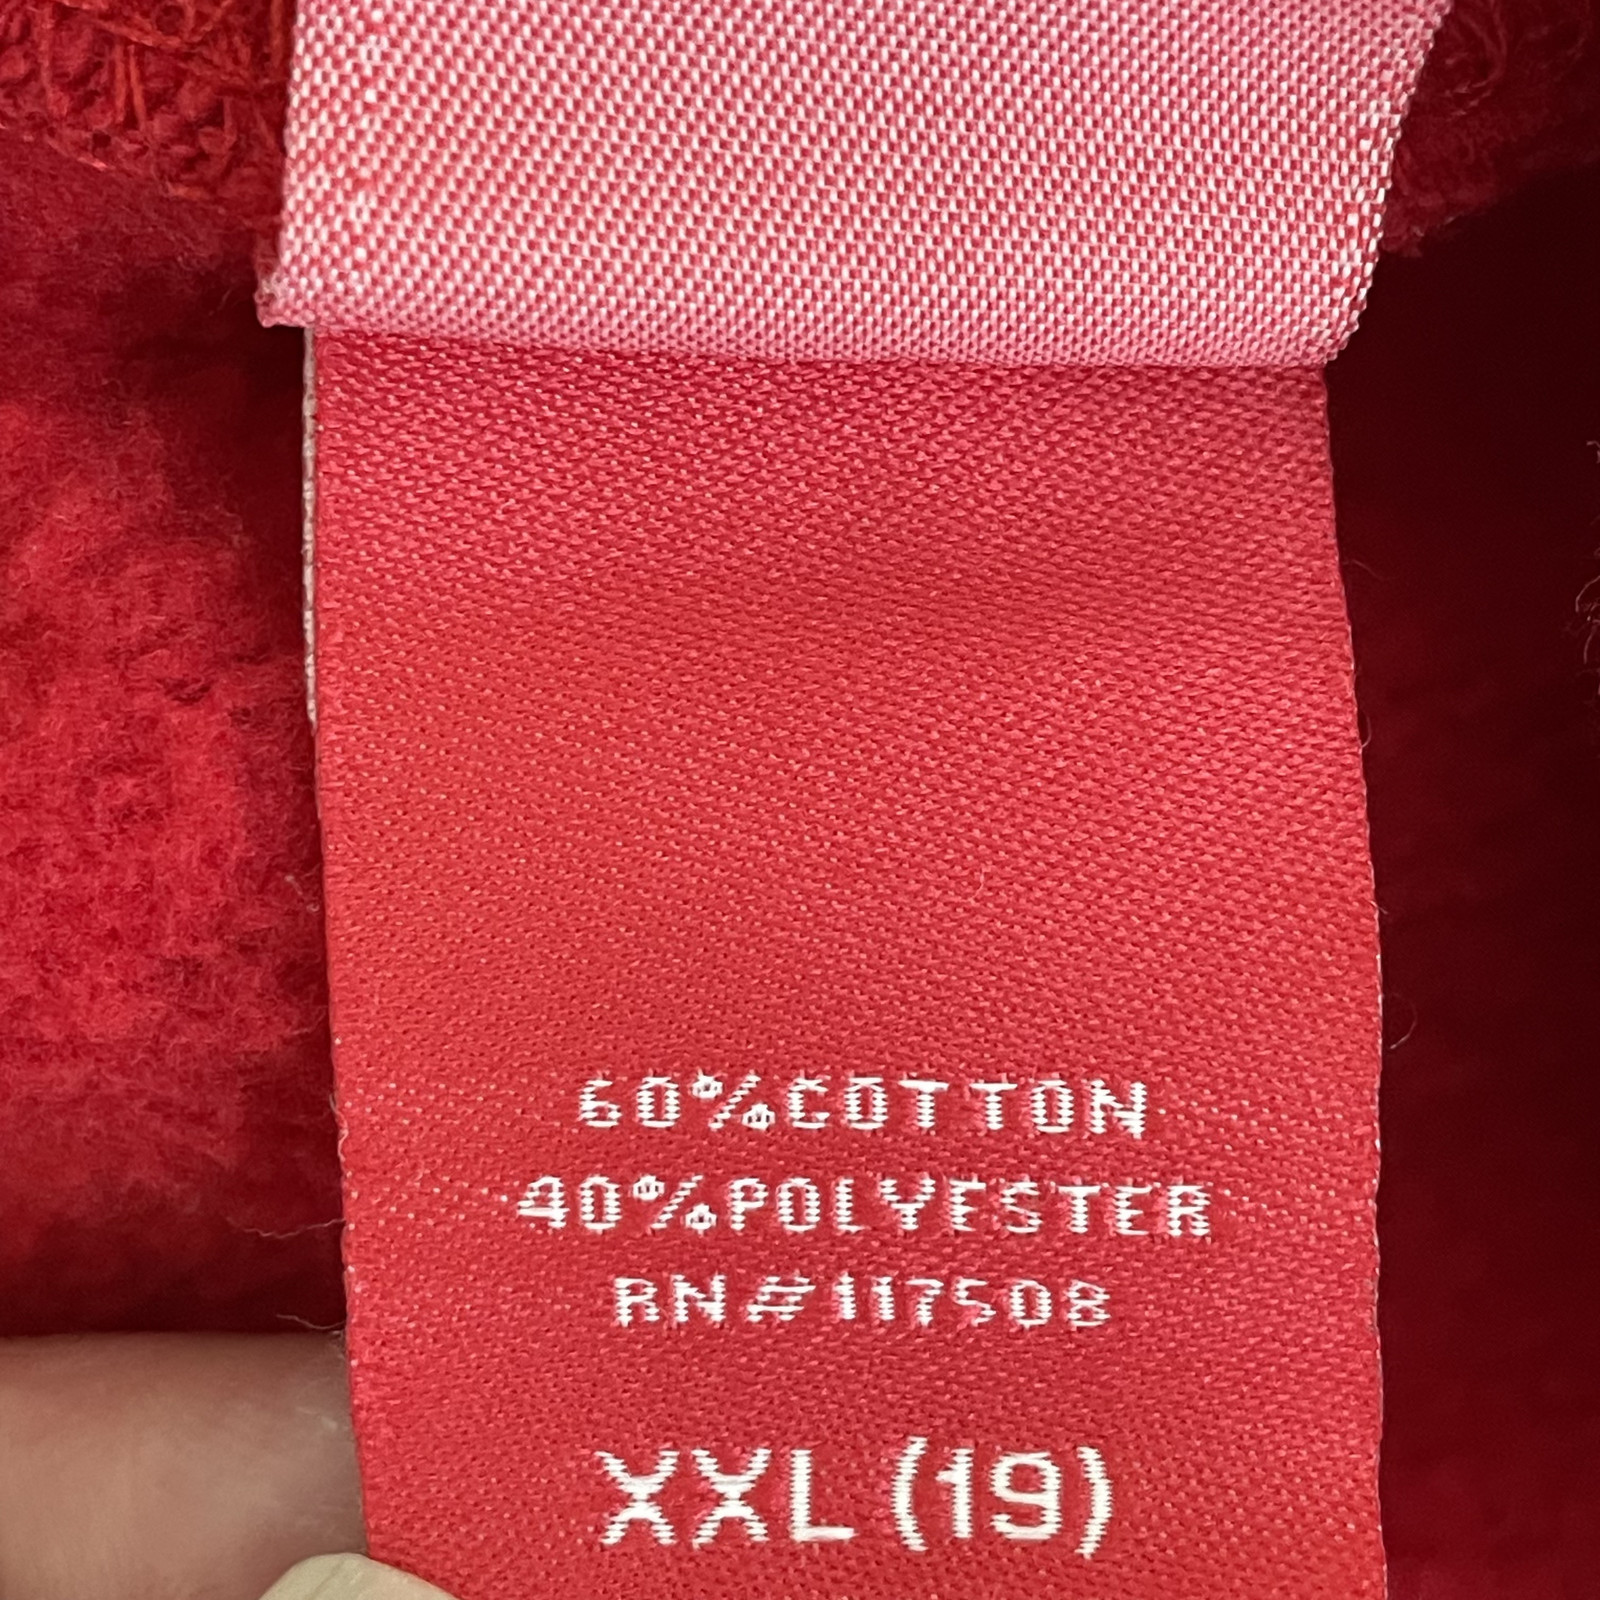 60%COTTON
40%POLYESTER
RN#117508
XXL (19)